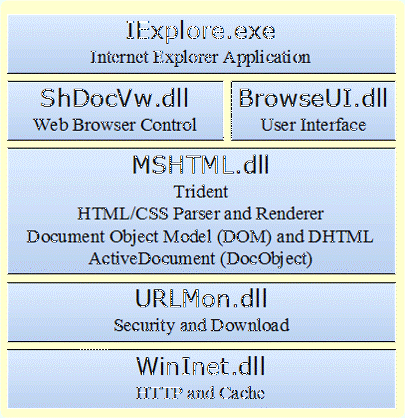 IExplore.exe
Internet Explorer Application
ShDocVw.dll
Web Browser Control
BrowseUI.dll
User Interface
MSHTML.dll
Trident
HTML/CSS Parser and Renderer
Document Object Model (DOM) and DHTML
ActiveDocument (DocObject)
URLMon.dll
Security and Download
WinInet.dll
HTTP and Cache